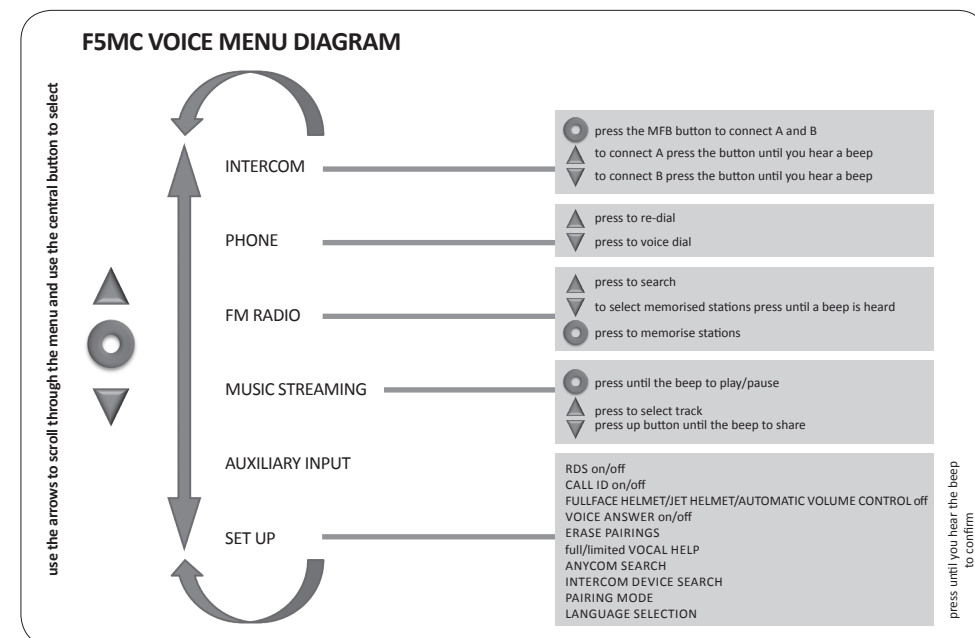 F5MC VOICE MENU DIAGRAM
use the arrows to scroll through the menu and use the central button to select
INTERCOM
press the MFB button to connect A and B
to connect A press the button until you hear a beep
to connect B press the button until you hear a beep
PHONE
press to re-dial
press to voice dial
FM RADIO
press to search
to select memorised stations press until a beep is heard
press to memorise stations
MUSIC STREAMING
press until the beep to play/pause
press to select track
press up button until the beep to share
AUXILIARY INPUT
SET UP
RDS on/off
CALL ID on/off
FULLFACE HELMET/JET HELMET/AUTOMATIC VOLUME CONTROL off
VOICE ANSWER on/off
ERASE PAIRINGS
full/limited VOCAL HELP
ANYCOM SEARCH
INTERCOM DEVICE SEARCH
PAIRING MODE
LANGUAGE SELECTION
press until you hear the beep
to confirm